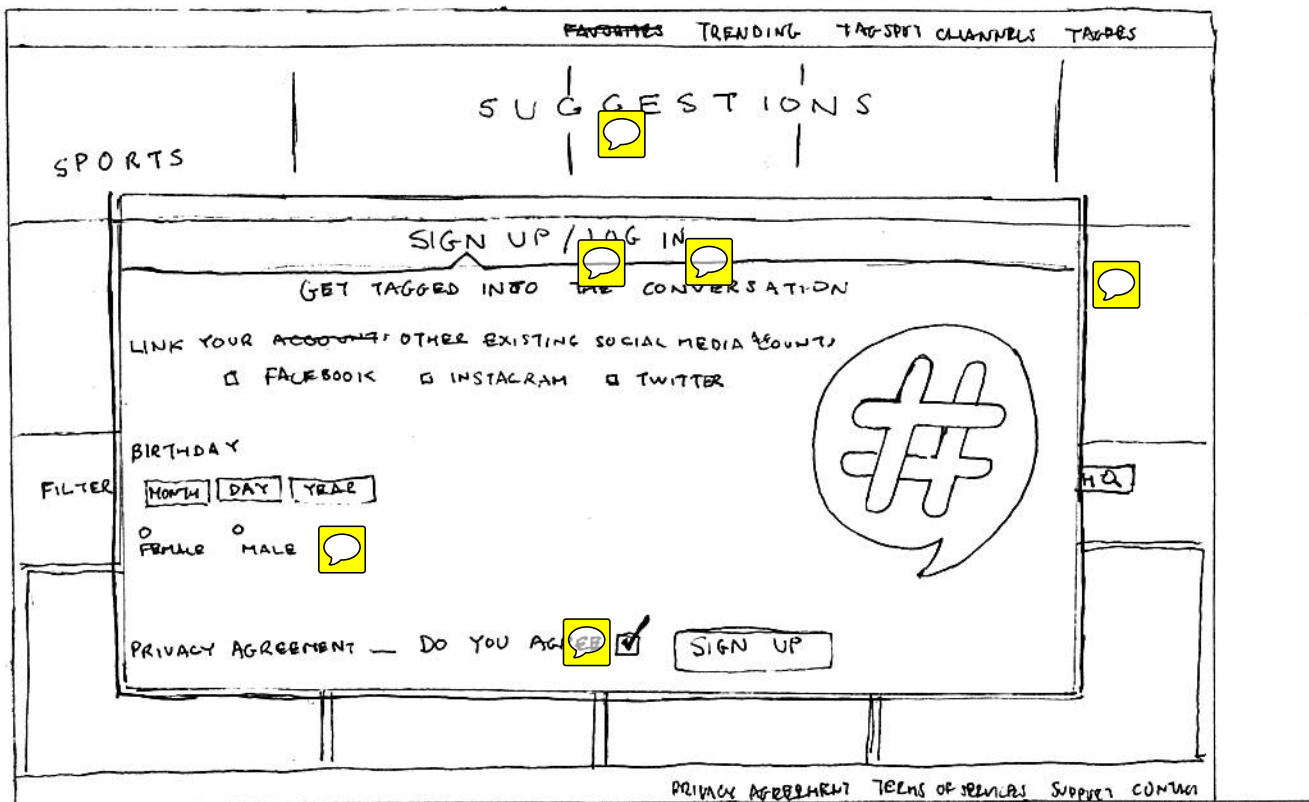 FAVORITES TRENDING TAGSPOT CHANNELS
SUGGESTIONS
SPORTS
SIGN UP / LOG IN
GET TAGGED INTO THE CONVERSATION
LINK YOUR ACCOUNTS OTHER EXISTING SOCIAL MEDIA ACCOUNTS
FACEBOOK INSTAGRAM TWITTER
BIRTHDAY
FILTER MONTH DAY YEAR
FEMALE MALE
#
PRIVACY AGREEMENT — DO YOU AGREE SIGN UP
PRIVACY AGREEMENT TERMS OF SERVICES SUPPORT CONTACT